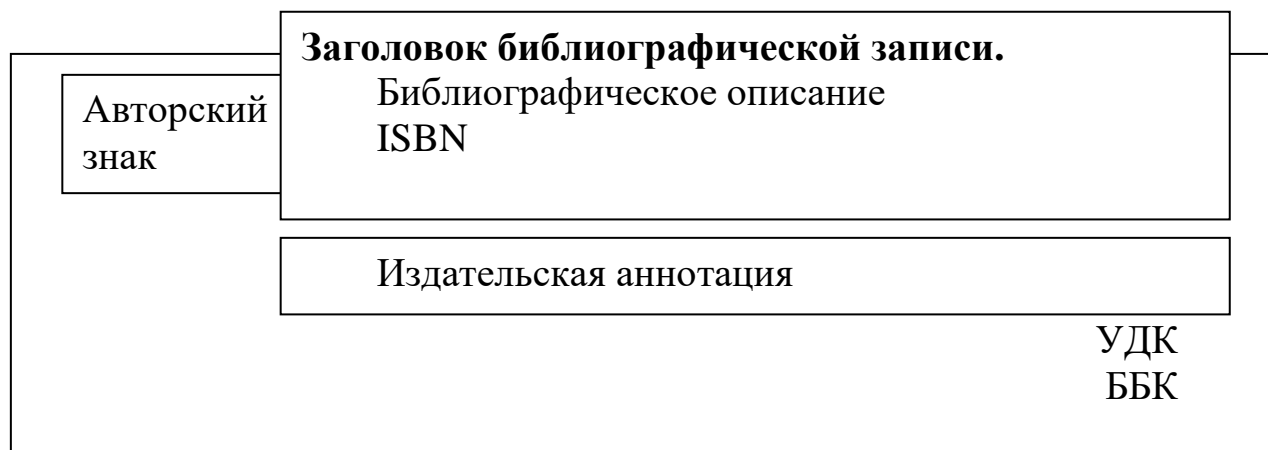 Заголовок библиографической записи.
Библиографическое описание
ISBN
Авторский
знак
Издательская аннотация
УДК
ББК